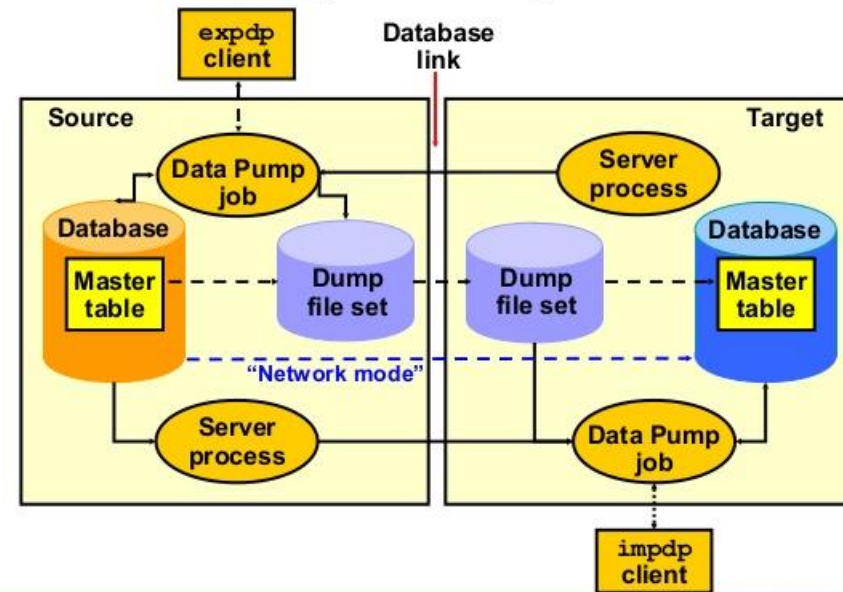 expdp
client
Database
link
Source
Target
Data Pump
job
Server
process
Database
Master
table
Dump
file set
Dump
file set
Database
Master
table
“Network mode”
Server
process
Data Pump
job
impdp
client